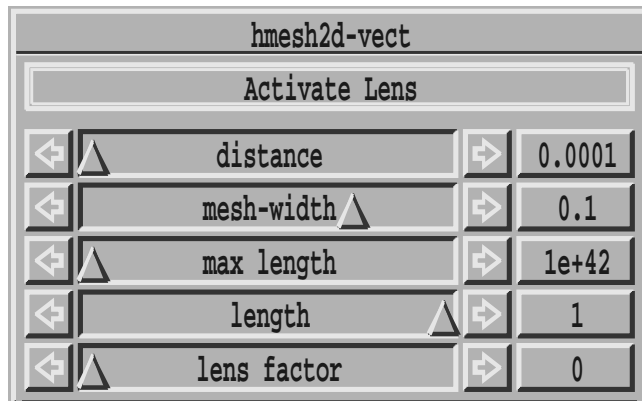 hmesh2d-vect
Activate Lens
distance 0.0001
mesh-width 0.1
max length 1e+42
length 1
lens factor 0